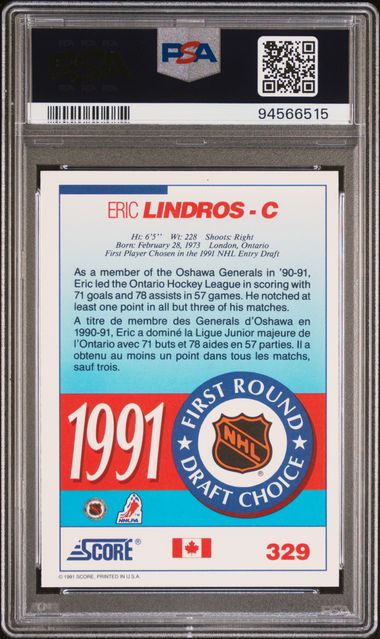 PSA
94566515
ERIC LINDROS - C
Ht: 6'5'' Wt: 228 Shoots: Right
Born: February 28, 1973 London, Ontario
First Player Chosen in the 1991 NHL Entry Draft
As a member of the Oshawa Generals in '90-91,
Eric led the Ontario Hockey League in scoring with
71 goals and 78 assists in 57 games. He notched at
least one point in all but three of his matches.
A titre de membre des Generals d'Oshawa en
1990-91, Eric a dominé la Ligue Junior majeure de
l'Ontario avec 71 buts et 78 aides en 57 parties. Il a
obtenu au moins un point dans tous les matchs,
sauf trois.
1991
FIRST ROUND
NHL
DRAFT CHOICE
NHLPA
SCORE®
329
© 1991 SCORE, PRINTED IN U.S.A.